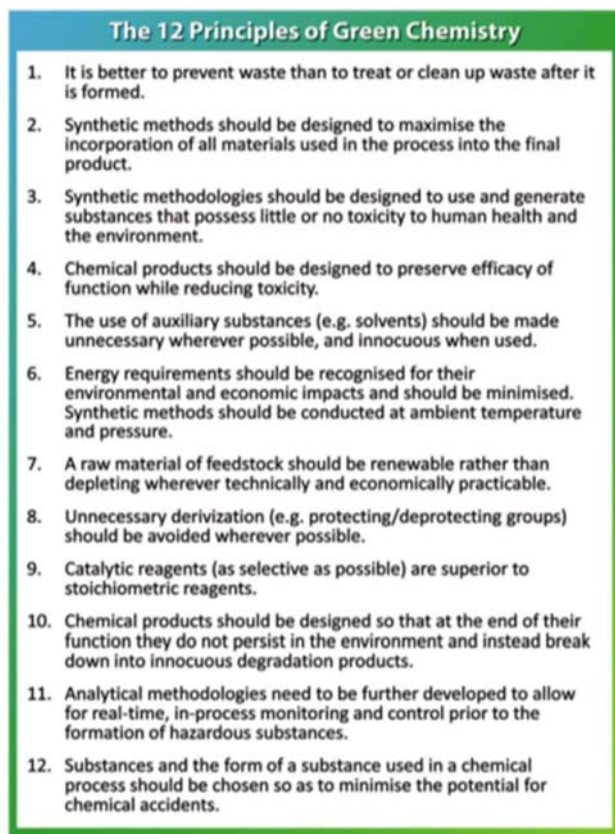 The 12 Principles of Green Chemistry
1. It is better to prevent waste than to treat or clean up waste after it
is formed.
2. Synthetic methods should be designed to maximise the
incorporation of all materials used in the process into the final
product.
3. Synthetic methodologies should be designed to use and generate
substances that possess little or no toxicity to human health and
the environment.
4. Chemical products should be designed to preserve efficacy of
function while reducing toxicity.
5. The use of auxiliary substances (e.g. solvents) should be made
unnecessary wherever possible, and innocuous when used.
6. Energy requirements should be recognised for their
environmental and economic impacts and should be minimised.
Synthetic methods should be conducted at ambient temperature
and pressure.
7. A raw material of feedstock should be renewable rather than
depleting wherever technically and economically practicable.
8. Unnecessary derivization (e.g. protecting/deprotecting groups)
should be avoided wherever possible.
9. Catalytic reagents (as selective as possible) are superior to
stoichiometric reagents.
10. Chemical products should be designed so that at the end of their
function they do not persist in the environment and instead break
down into innocuous degradation products.
11. Analytical methodologies need to be further developed to allow
for real-time, in-process monitoring and control prior to the
formation of hazardous substances.
12. Substances and the form of a substance used in a chemical
process should be chosen so as to minimise the potential for
chemical accidents.